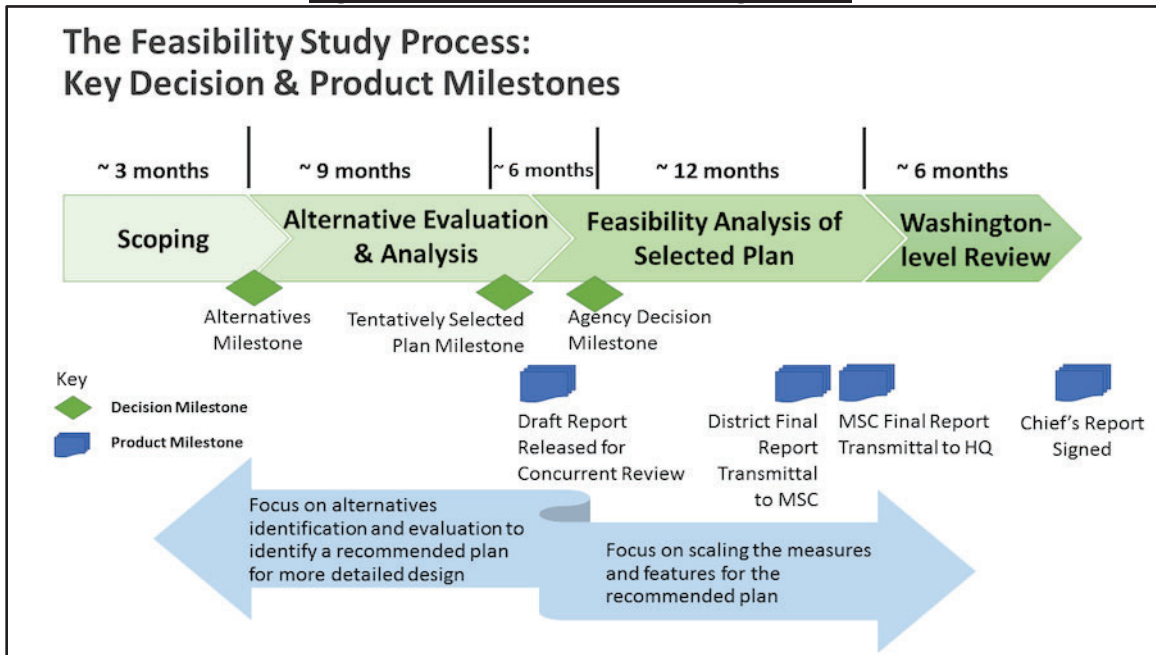 The Feasibility Study Process:
Key Decision & Product Milestones
~ 3 months
~ 9 months
~ 6 months
~ 12 months
~ 6 months
Scoping
Alternative Evaluation
& Analysis
Feasibility Analysis of
Selected Plan
Washington-
level Review
Alternatives
Milestone
Tentatively Selected
Plan Milestone
Agency Decision
Milestone
Key
Decision Milestone
Product Milestone
Draft Report
Released for
Concurrent Review
District Final
Report
Transmittal
to MSC
MSC Final Report
Transmittal to HQ
Chief's Report
Signed
Focus on alternatives
identification and evaluation to
identify a recommended plan
for more detailed design
Focus on scaling the measures
and features for the
recommended plan